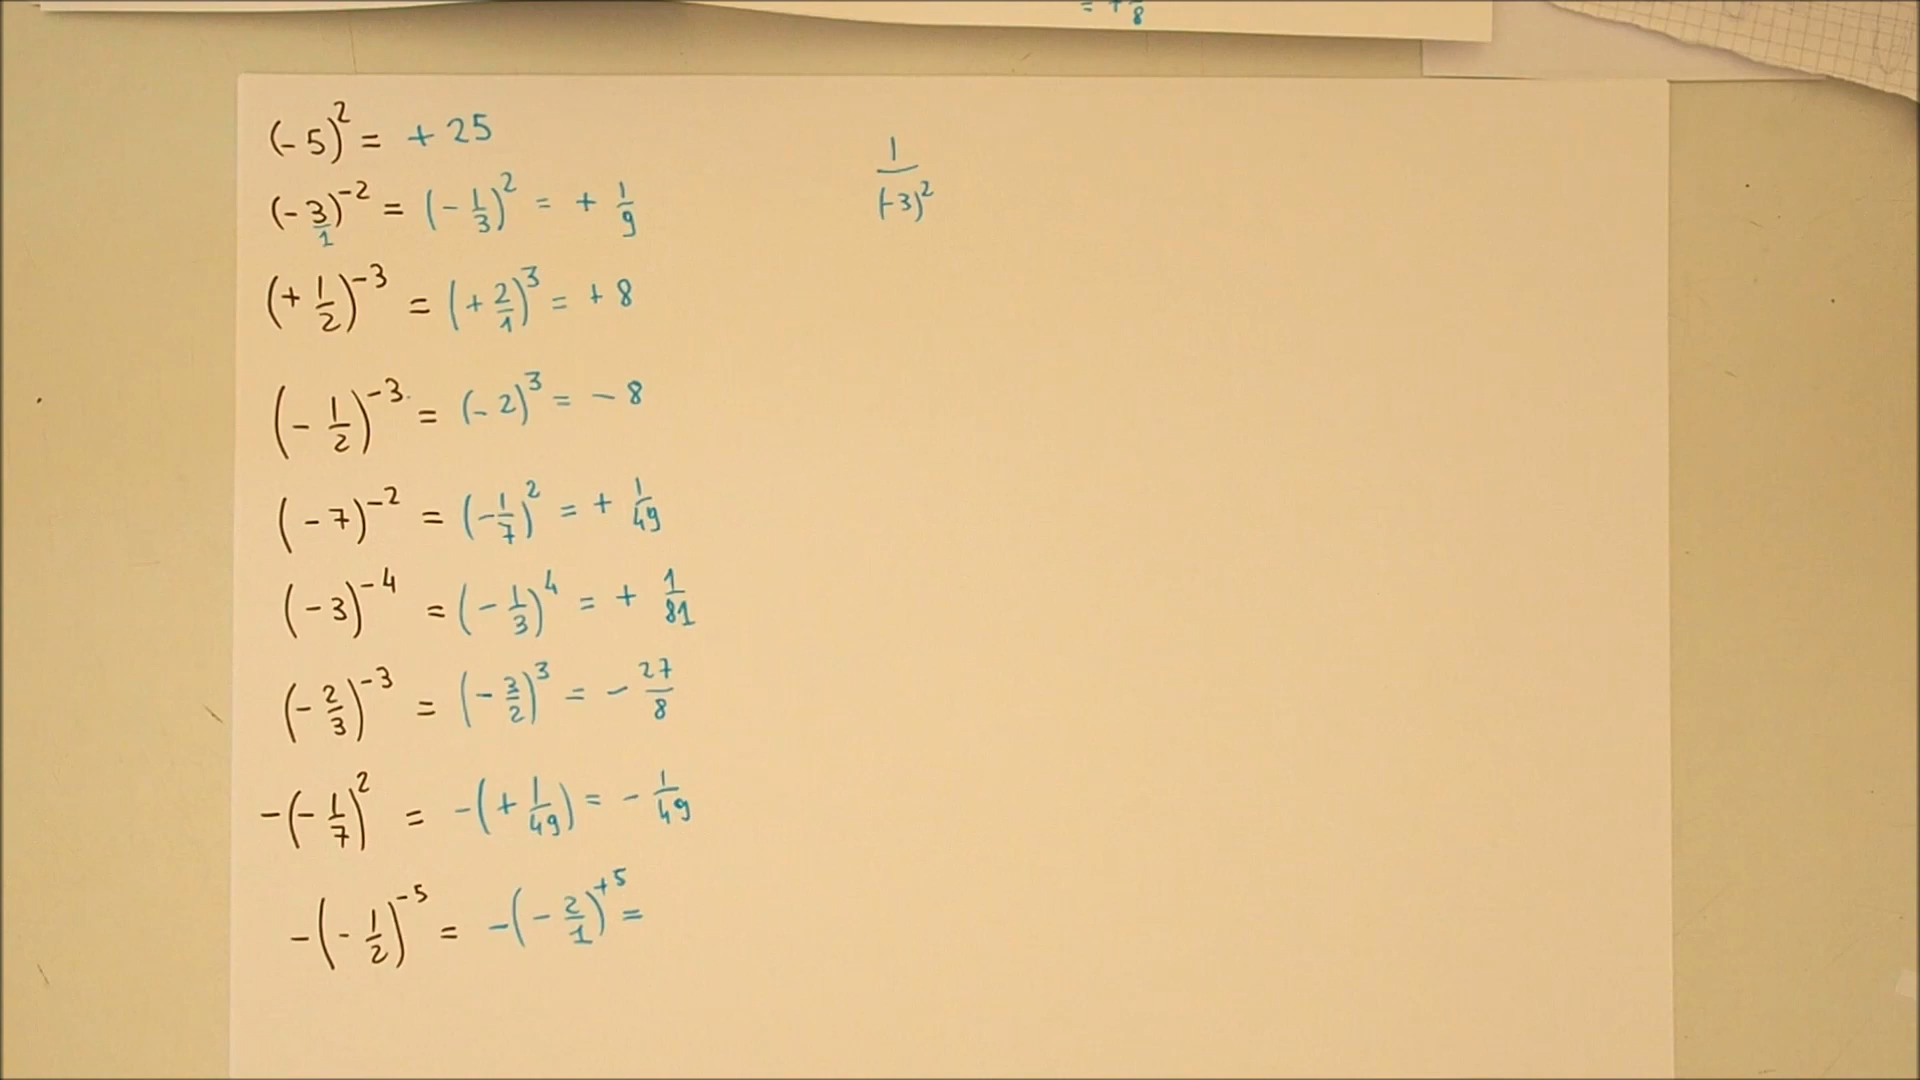 = + /8
(-5)² = + 25
1/(-3)²
(-3/1)⁻² = (-1/3)² = + 1/9
(+1/2)⁻³ = (+2/1)³ = + 8
(-1/2)⁻³ = (-2)³ = - 8
(-7)⁻² = (-1/7)² = + 1/49
(-3)⁻⁴ = (-1/3)⁴ = + 1/81
(-2/3)⁻³ = (-3/2)³ = - 27/8
-(-1/7)² = -(+1/49) = - 1/49
-(-1/2)⁻⁵ = -(-2/1)⁺⁵ =